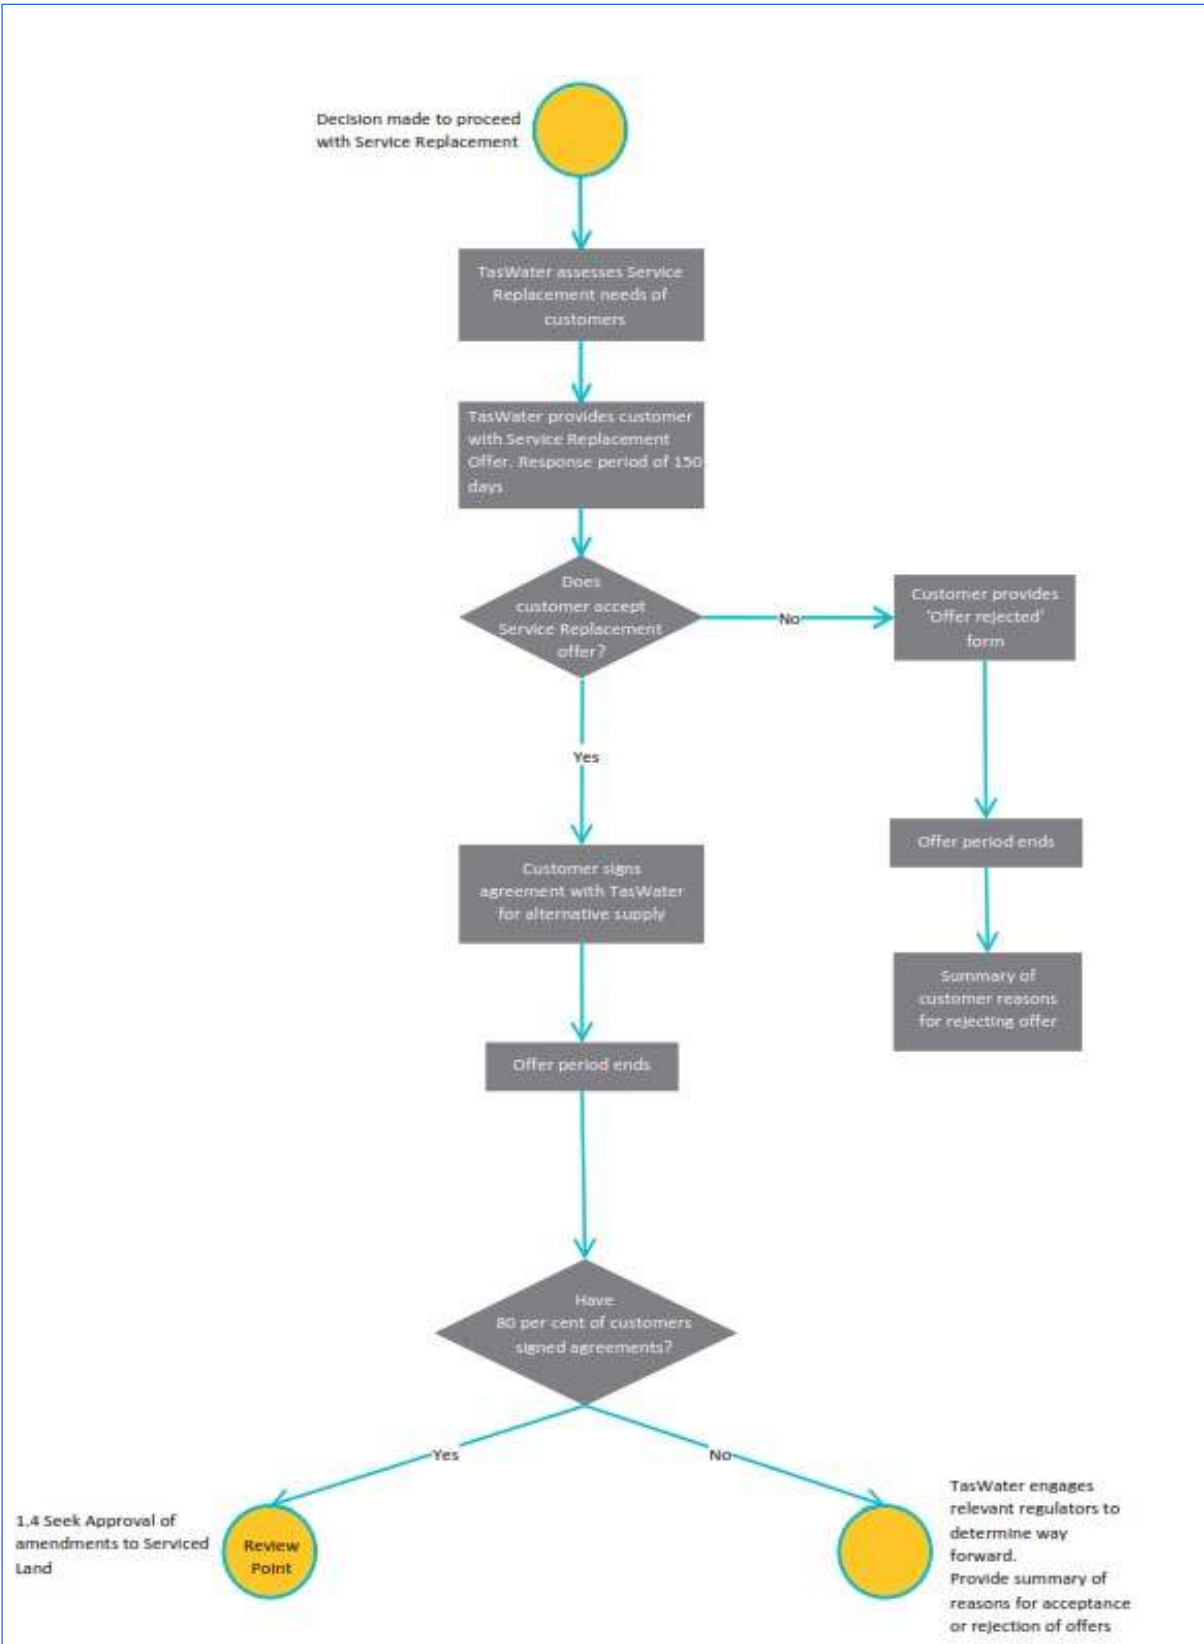 Decision made to proceed
with Service Replacement
TasWater assesses Service
Replacement needs of
customers
TasWater provides customer
with Service Replacement
Offer. Response period of 150
days
Does
customer accept
Service Replacement
offer?
No
Customer provides
'Offer rejected'
form
Yes
Offer period ends
Customer signs
agreement with TasWater
for alternative supply
Summary of
customer reasons
for rejecting offer
Offer period ends
Have
80 per cent of customers
signed agreements?
Yes
No
1.4 Seek Approval of
amendments to Serviced
Land
Review
Point
TasWater engages
relevant regulators to
determine way
forward.
Provide summary of
reasons for acceptance
or rejection of offers